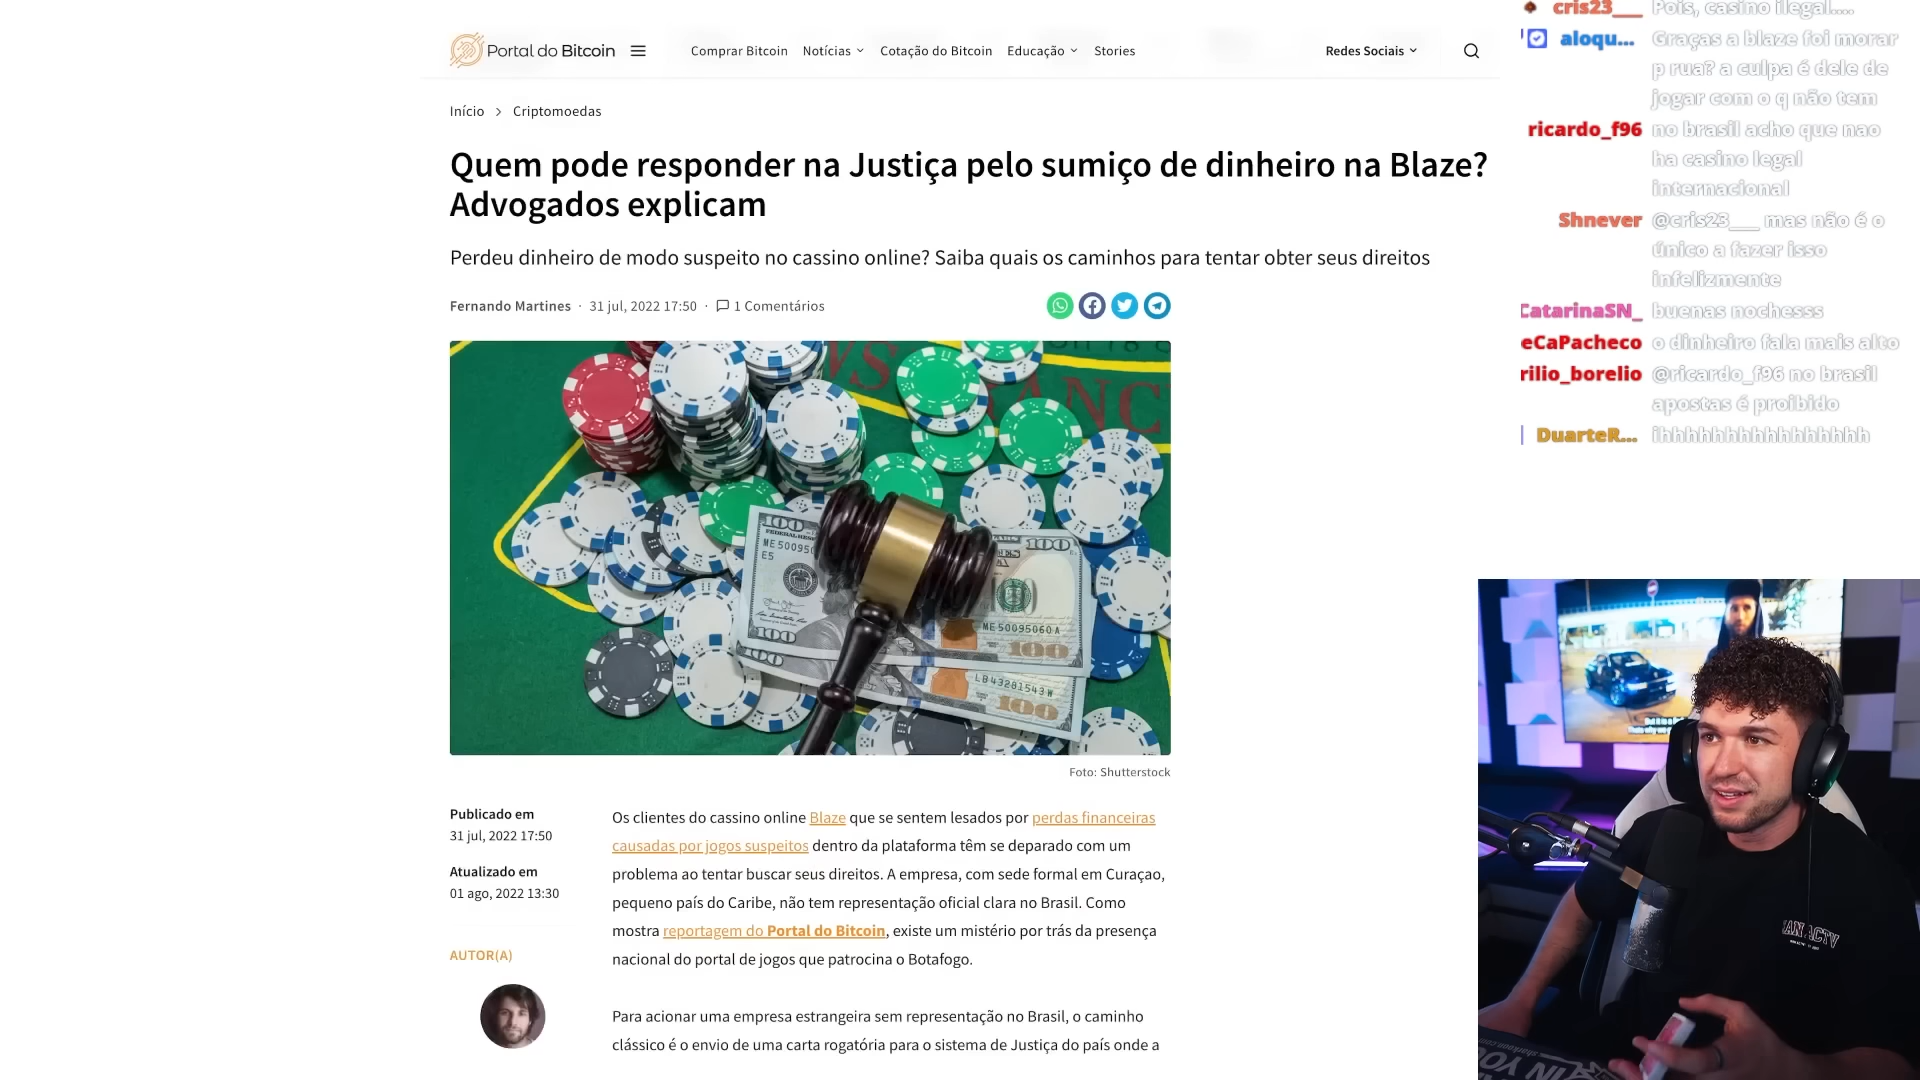 Portal do Bitcoin
Comprar Bitcoin Notícias Cotação do Bitcoin Educação Stories
Redes Sociais
Início > Criptomoedas
Quem pode responder na Justiça pelo sumiço de dinheiro na Blaze?
Advogados explicam
Perdeu dinheiro de modo suspeito no cassino online? Saiba quais os caminhos para tentar obter seus direitos
Fernando Martines · 31 jul, 2022 17:50 · 1 Comentários
100
ME50095060A
100
LB43281543W
100
Foto: Shutterstock
Publicado em
31 jul, 2022 17:50
Atualizado em
01 ago, 2022 13:30
AUTOR(A)
Os clientes do cassino online Blaze que se sentem lesados por perdas financeiras
causadas por jogos suspeitos dentro da plataforma têm se deparado com um
problema ao tentar buscar seus direitos. A empresa, com sede formal em Curaçao,
pequeno país do Caribe, não tem representação oficial clara no Brasil. Como
mostra reportagem do Portal do Bitcoin, existe um mistério por trás da presença
nacional do portal de jogos que patrocina o Botafogo.
Para acionar uma empresa estrangeira sem representação no Brasil, o caminho
clássico é o envio de uma carta rogatória para o sistema de Justiça do país onde a
cris23___ Pois, casino ilegal....
aloqu... Graças a blaze foi morar
p rua? a culpa é dele de
jogar com o q não tem
ricardo_f96 no brasil acho que nao
ha casino legal
internacional
Shnever @cris23___ mas não é o
único a fazer isso
infelizmente
CatarinaSN_ buenas nochesss
eCaPacheco o dinheiro fala mais alto
rilio_borelio @ricardo_f96 no brasil
apostas é proibido
DuarteR... ihhhhhhhhhhhhhhhh